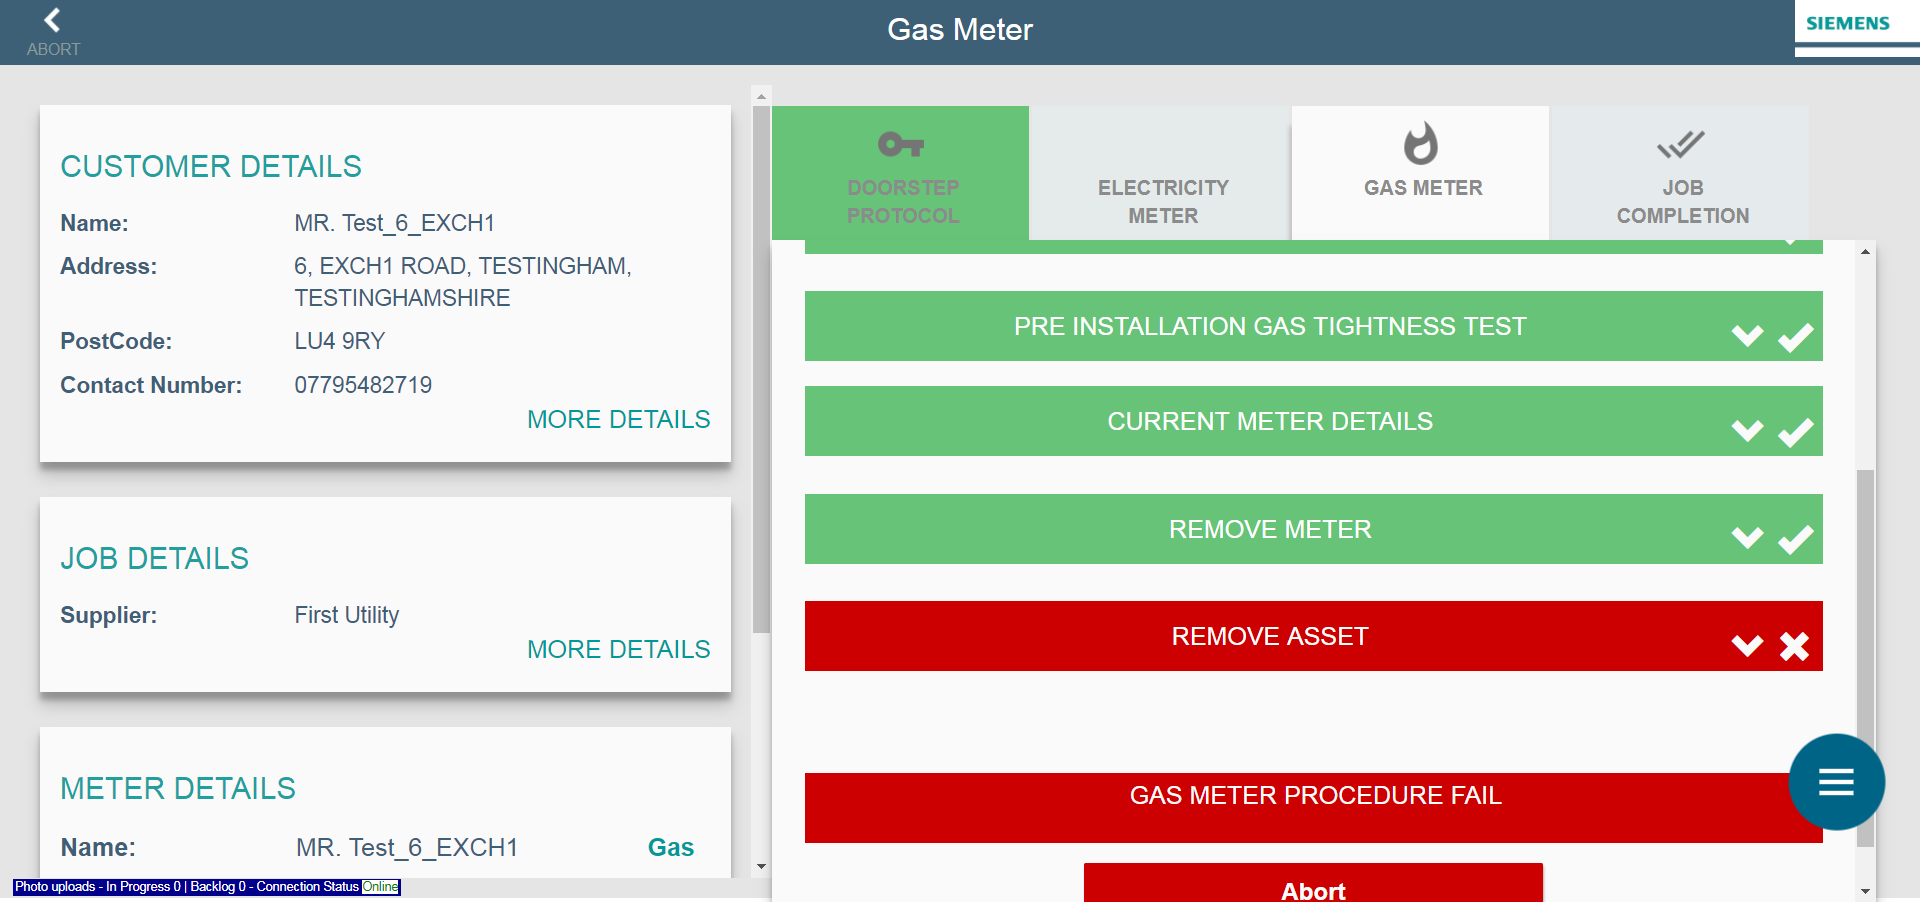 ABORT
Gas Meter
SIEMENS
CUSTOMER DETAILS
Name: MR. Test_6_EXCH1
Address: 6, EXCH1 ROAD, TESTINGHAM,
TESTINGHAMSHIRE
PostCode: LU4 9RY
Contact Number: 07795482719
MORE DETAILS
JOB DETAILS
Supplier: First Utility
MORE DETAILS
METER DETAILS
Name: MR. Test_6_EXCH1 Gas
Photo uploads - In Progress 0 | Backlog 0 - Connection Status Online
DOORSTEP
PROTOCOL
ELECTRICITY
METER
GAS METER
JOB
COMPLETION
PRE INSTALLATION GAS TIGHTNESS TEST
CURRENT METER DETAILS
REMOVE METER
REMOVE ASSET
GAS METER PROCEDURE FAIL
Abort